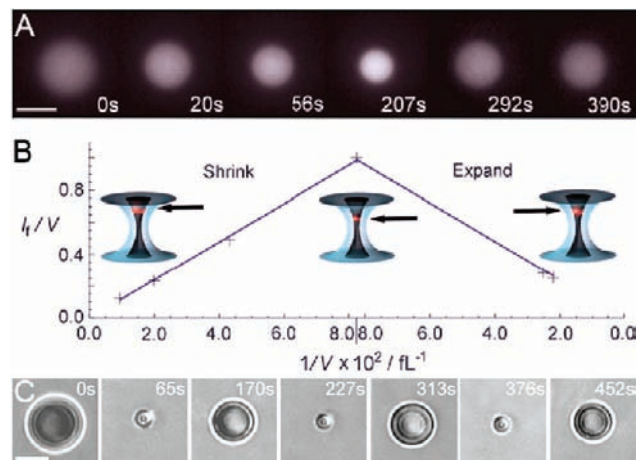 A
0s 20s 56s 207s 292s 390s
B
Shrink Expand
I_f / V
0.8
0.4
0.0
0.0 2.0 4.0 6.0 8.0 8.0 6.0 4.0 2.0 0.0
1/V × 10² / fL⁻¹
C 0s 65s 170s 227s 313s 376s 452s